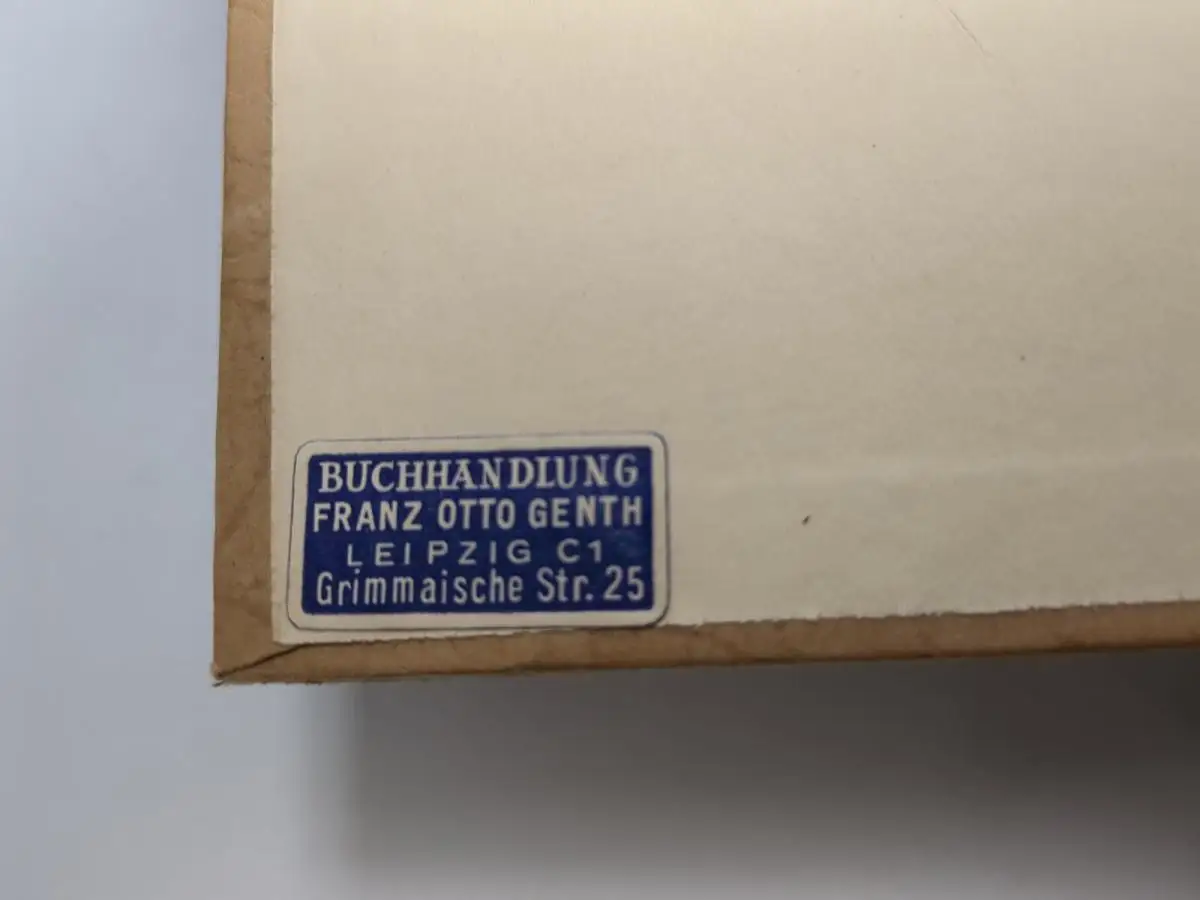 BUCHHANDLUNG
FRANZ OTTO GENTH
LEIPZIG C1
Grimmaische Str. 25